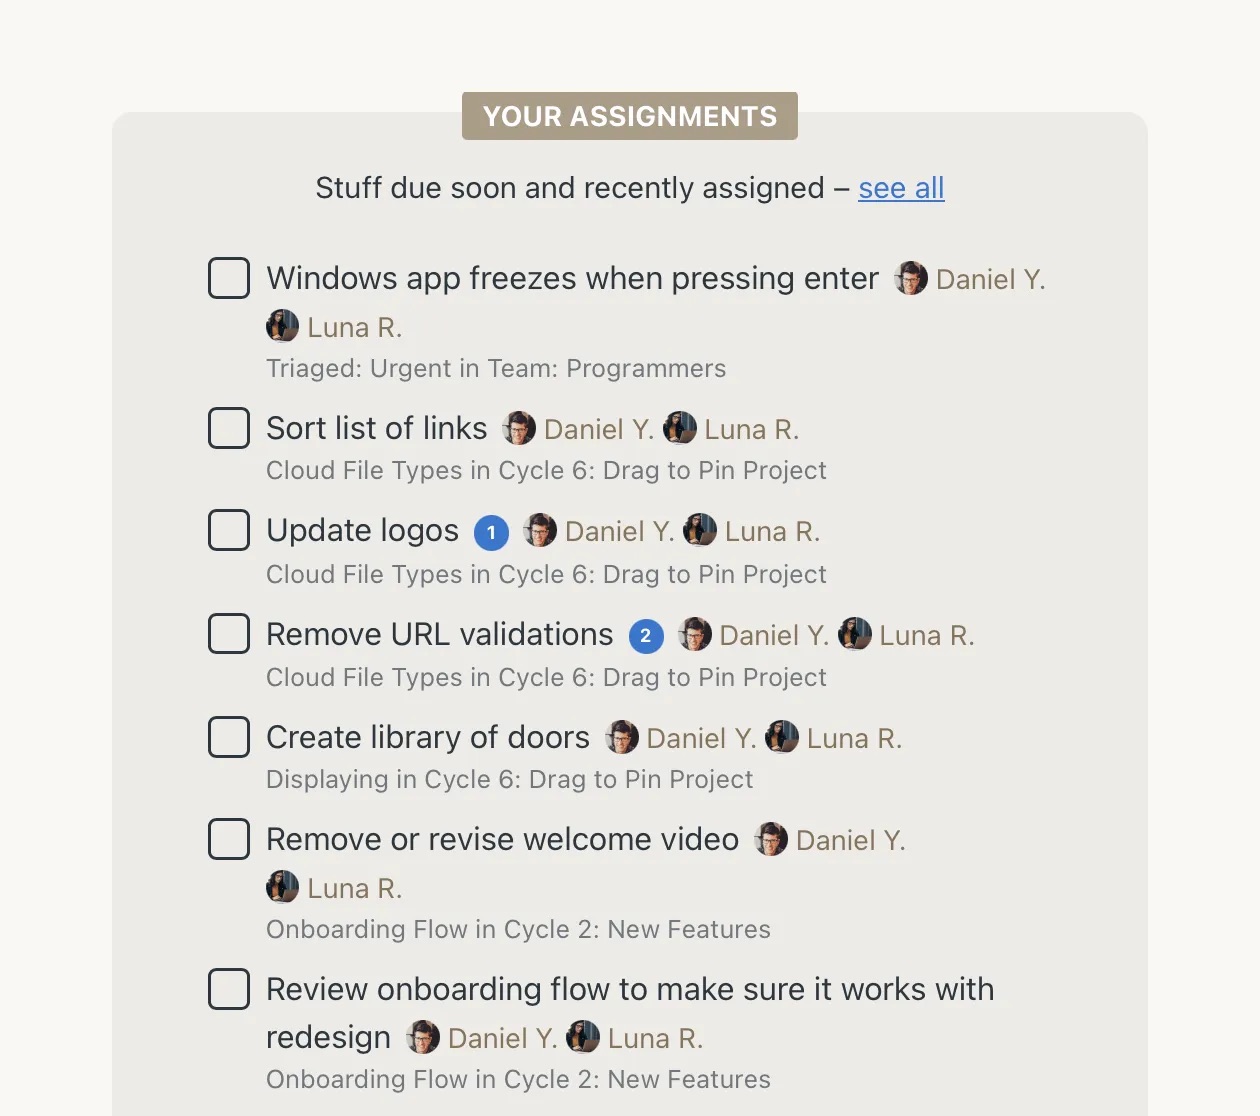 YOUR ASSIGNMENTS
Stuff due soon and recently assigned – see all
Windows app freezes when pressing enter Daniel Y.
Luna R.
Triaged: Urgent in Team: Programmers
Sort list of links Daniel Y. Luna R.
Cloud File Types in Cycle 6: Drag to Pin Project
Update logos 1 Daniel Y. Luna R.
Cloud File Types in Cycle 6: Drag to Pin Project
Remove URL validations 2 Daniel Y. Luna R.
Cloud File Types in Cycle 6: Drag to Pin Project
Create library of doors Daniel Y. Luna R.
Displaying in Cycle 6: Drag to Pin Project
Remove or revise welcome video Daniel Y.
Luna R.
Onboarding Flow in Cycle 2: New Features
Review onboarding flow to make sure it works with
redesign Daniel Y. Luna R.
Onboarding Flow in Cycle 2: New Features